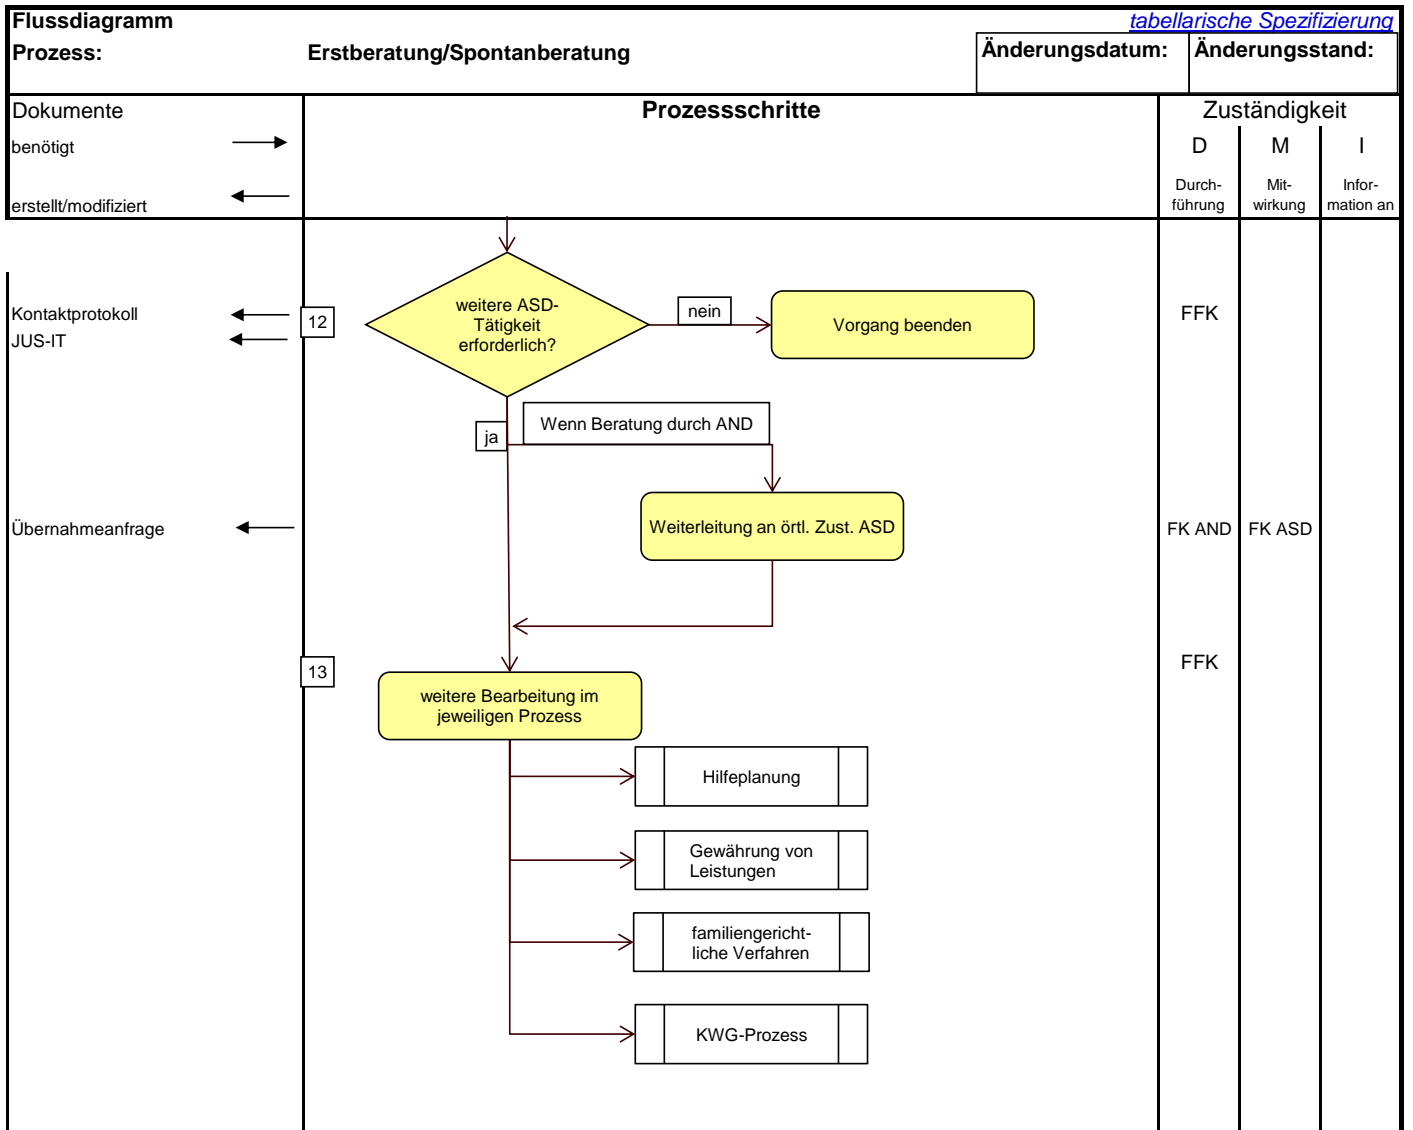 Flussdiagramm
tabellarische Spezifizierung
Prozess:
Erstberatung/Spontanberatung
Änderungsdatum:
Änderungsstand:
Dokumente
Prozessschritte
Zuständigkeit
benötigt
D
M
I
erstellt/modifiziert
Durch-
führung
Mit-
wirkung
Infor-
mation an
Kontaktprotokoll
JUS-IT
12
weitere ASD-
Tätigkeit
erforderlich?
nein
Vorgang beenden
FFK
ja
Wenn Beratung durch AND
Übernahmeanfrage
Weiterleitung an örtl. Zust. ASD
FK AND
FK ASD
13
weitere Bearbeitung im
jeweiligen Prozess
FFK
Hilfeplanung
Gewährung von
Leistungen
familiengericht-
liche Verfahren
KWG-Prozess